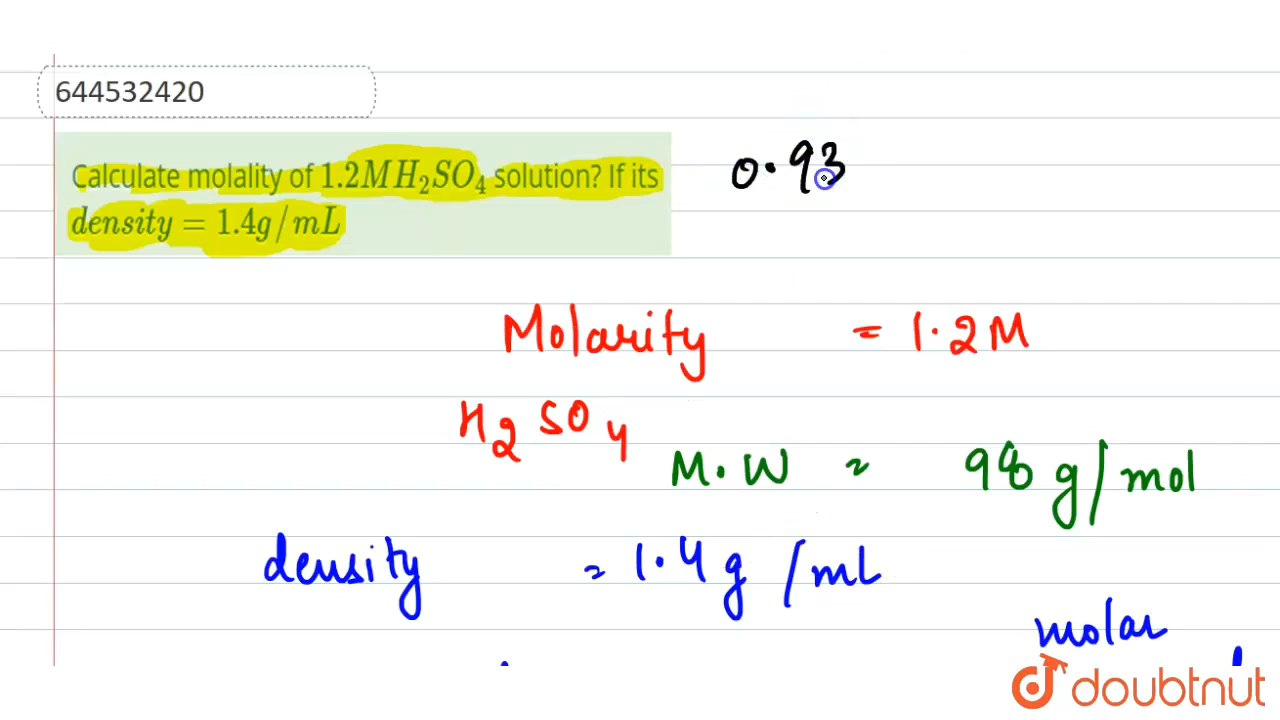 644532420
Calculate molality of 1.2MH₂SO₄ solution? If its
density = 1.4g/mL
0.93
Molarity = 1.2M
H₂SO₄
M.W = 98 g/mol
density = 1.4g/mL
molar
doubtnut